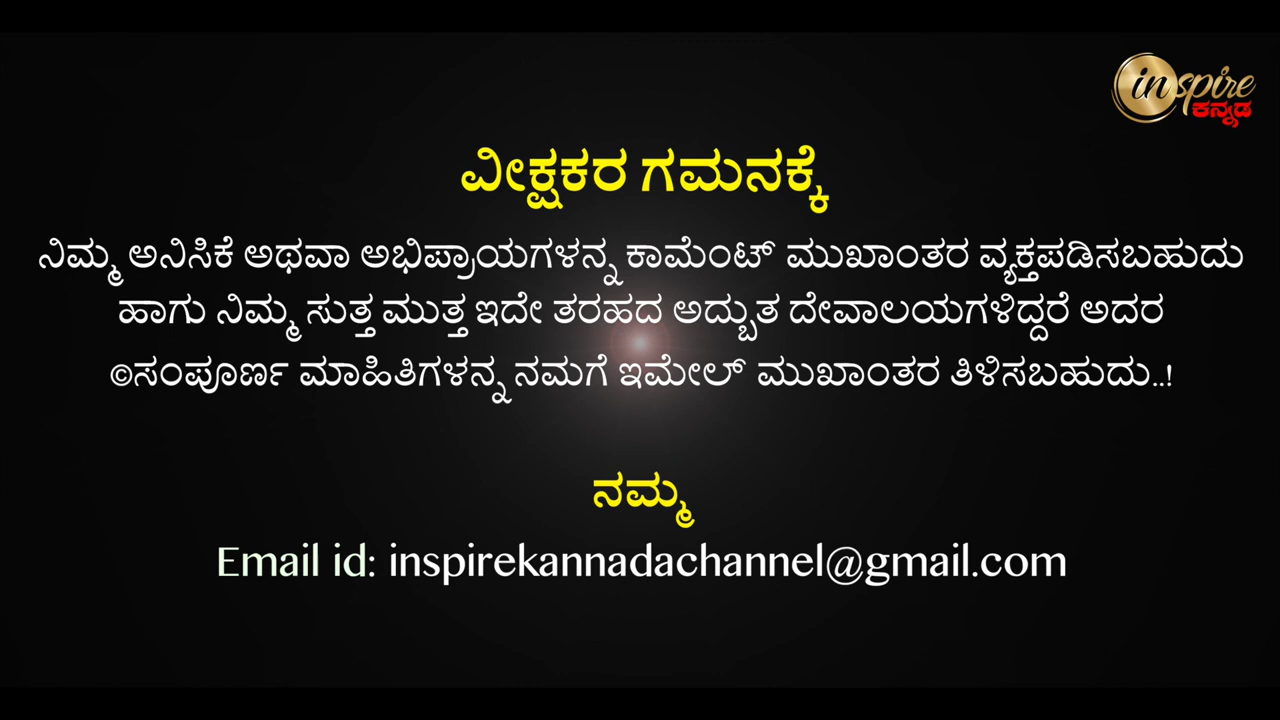 inspire
ಕನ್ನಡ
ವೀಕ್ಷಕರ ಗಮನಕ್ಕೆ
ನಿಮ್ಮ ಅನಿಸಿಕೆ ಅಥವಾ ಅಭಿಪ್ರಾಯಗಳನ್ನ ಕಾಮೆಂಟ್ ಮುಖಾಂತರ ವ್ಯಕ್ತಪಡಿಸಬಹುದು
ಹಾಗು ನಿಮ್ಮ ಸುತ್ತ ಮುತ್ತ ಇದೇ ತರಹದ ಅದ್ಬುತ ದೇವಾಲಯಗಳಿದ್ದರೆ ಅದರ
©ಸಂಪೂರ್ಣ ಮಾಹಿತಿಗಳನ್ನ ನಮಗೆ ಇಮೇಲ್ ಮುಖಾಂತರ ತಿಳಿಸಬಹುದು..!
ನಮ್ಮ
Email id: inspirekannadachannel@gmail.com